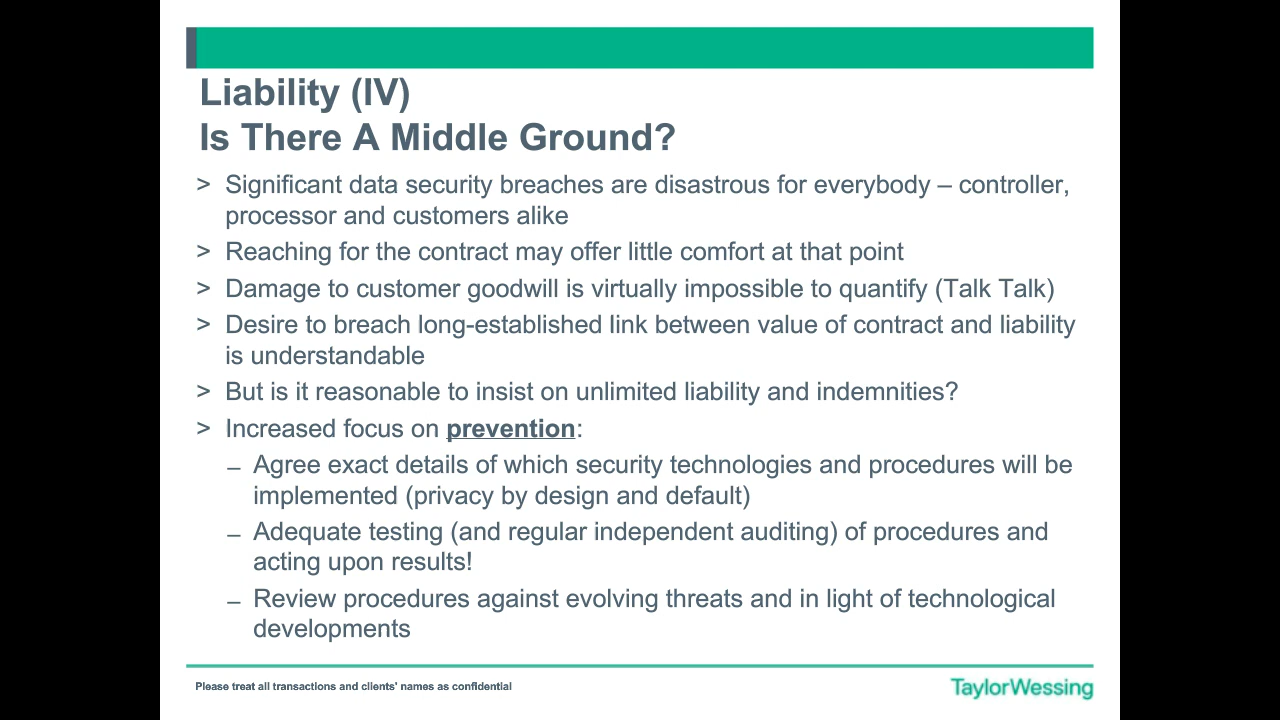 Liability (IV)
Is There A Middle Ground?
> Significant data security breaches are disastrous for everybody – controller,
processor and customers alike
> Reaching for the contract may offer little comfort at that point
> Damage to customer goodwill is virtually impossible to quantify (Talk Talk)
> Desire to breach long-established link between value of contract and liability
is understandable
> But is it reasonable to insist on unlimited liability and indemnities?
> Increased focus on prevention:
– Agree exact details of which security technologies and procedures will be
implemented (privacy by design and default)
– Adequate testing (and regular independent auditing) of procedures and
acting upon results!
– Review procedures against evolving threats and in light of technological
developments
Please treat all transactions and clients' names as confidential
TaylorWessing